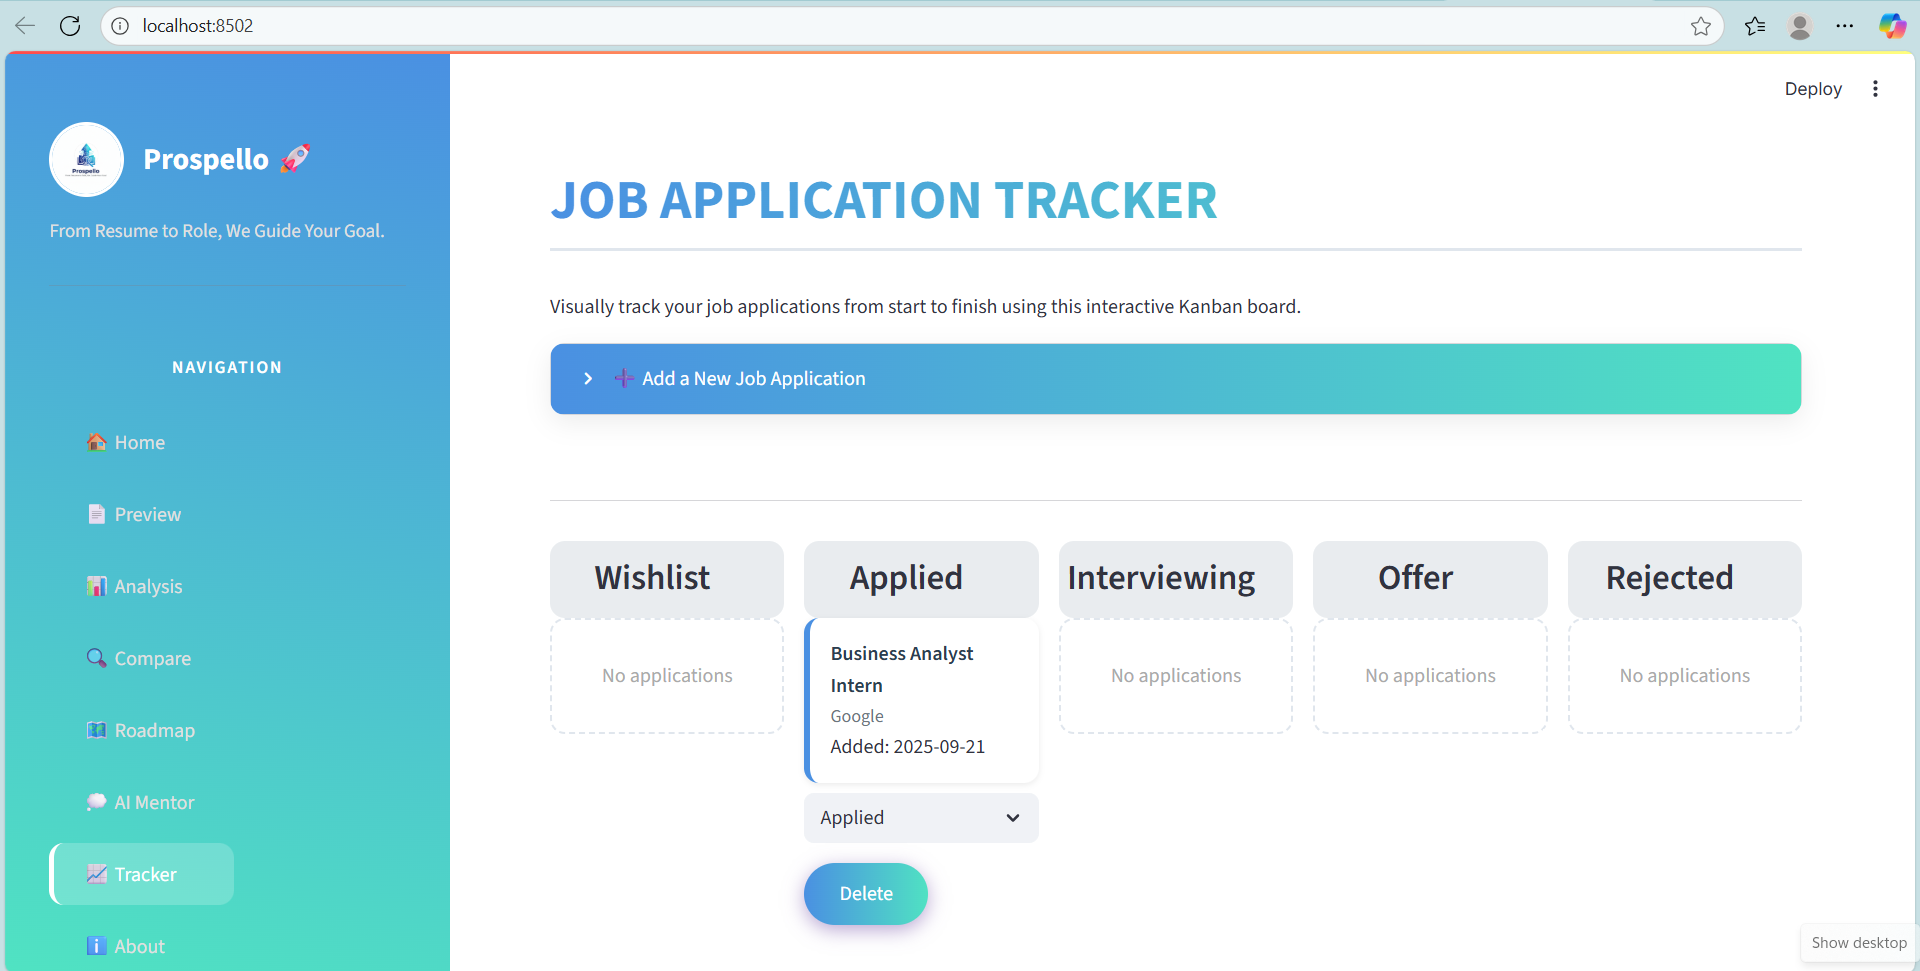 localhost:8502
Deploy
Prospello
Prospello 🚀
From Resume to Role, We Guide Your Goal.
NAVIGATION
🏠 Home
📄 Preview
📊 Analysis
🔍 Compare
🗺️ Roadmap
💭 AI Mentor
📈 Tracker
ℹ️ About
JOB APPLICATION TRACKER
Visually track your job applications from start to finish using this interactive Kanban board.
➕ Add a New Job Application
Wishlist
No applications
Applied
Business Analyst
Intern
Google
Added: 2025-09-21
Applied
Delete
Interviewing
No applications
Offer
No applications
Rejected
No applications
Show desktop